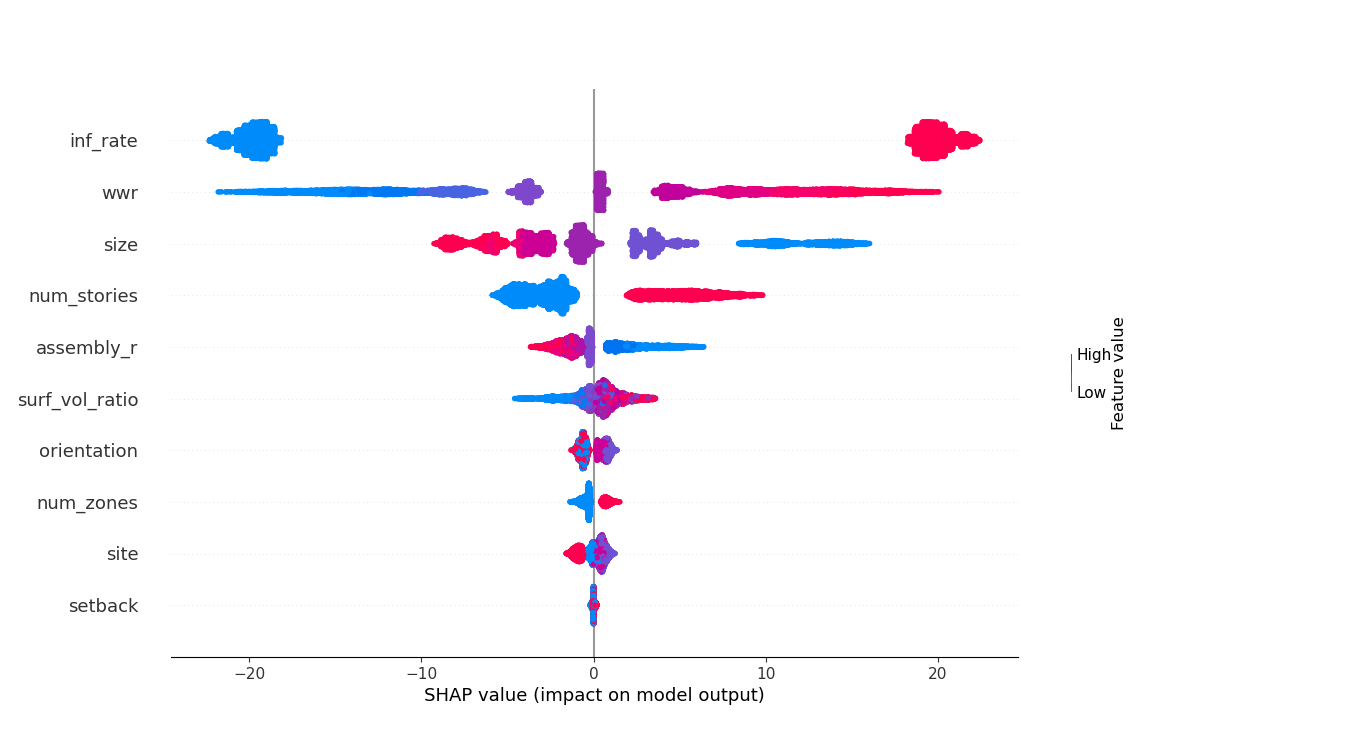 inf_rate
wwr
size
num_stories
assembly_r
surf_vol_ratio
orientation
num_zones
site
setback
−20 −10 0 10 20
SHAP value (impact on model output)
High
Low
Feature value